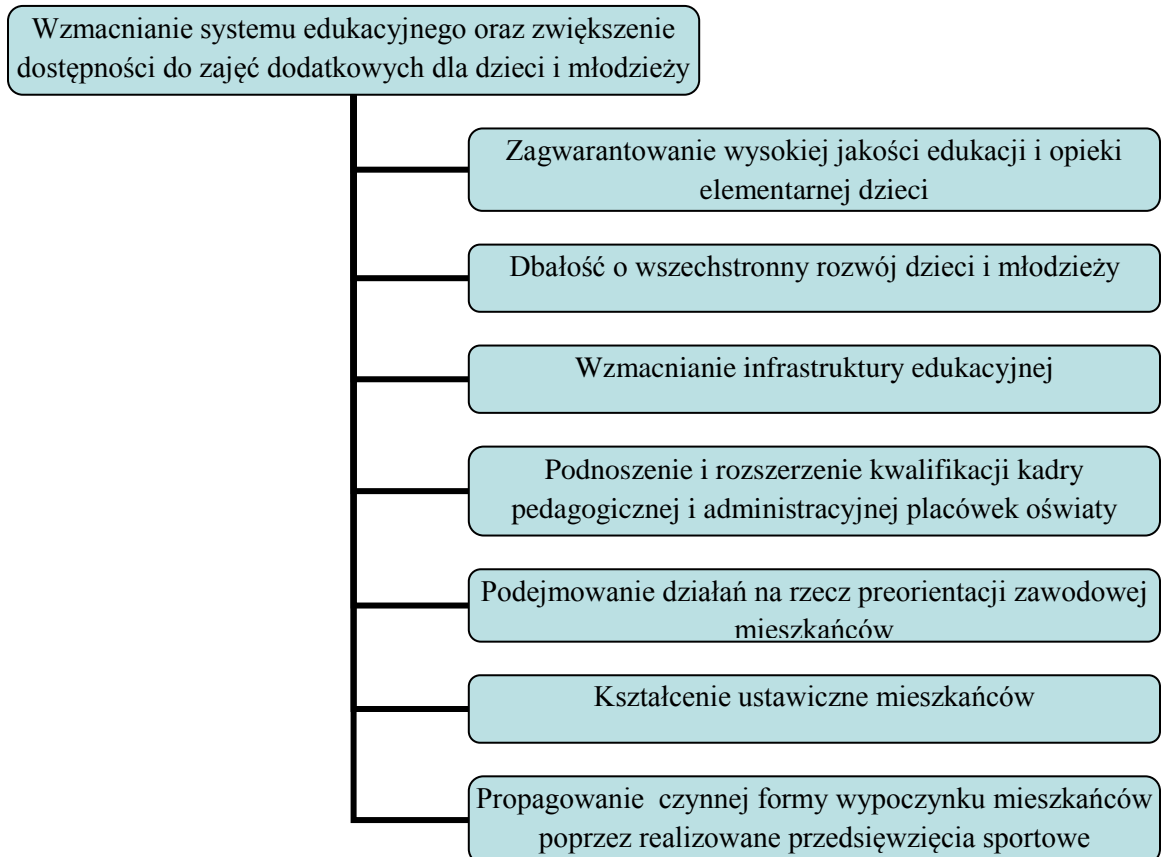 Wzmacnianie systemu edukacyjnego oraz zwiększenie
dostępności do zajęć dodatkowych dla dzieci i młodzieży
Zagwarantowanie wysokiej jakości edukacji i opieki
elementarnej dzieci
Dbałość o wszechstronny rozwój dzieci i młodzieży
Wzmacnianie infrastruktury edukacyjnej
Podnoszenie i rozszerzenie kwalifikacji kadry
pedagogicznej i administracyjnej placówek oświaty
Podejmowanie działań na rzecz preorientacji zawodowej
mieszkańców
Kształcenie ustawiczne mieszkańców
Propagowanie czynnej formy wypoczynku mieszkańców
poprzez realizowane przedsięwzięcia sportowe